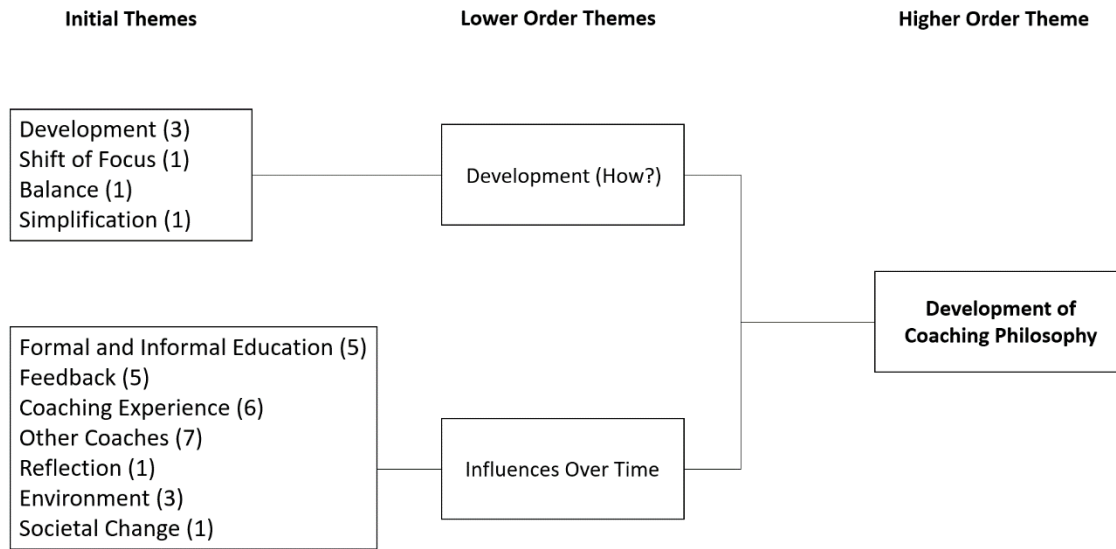 Initial Themes
Lower Order Themes
Higher Order Theme
Development (3)
Shift of Focus (1)
Balance (1)
Simplification (1)
Development (How?)
Development of
Coaching Philosophy
Formal and Informal Education (5)
Feedback (5)
Coaching Experience (6)
Other Coaches (7)
Reflection (1)
Environment (3)
Societal Change (1)
Influences Over Time